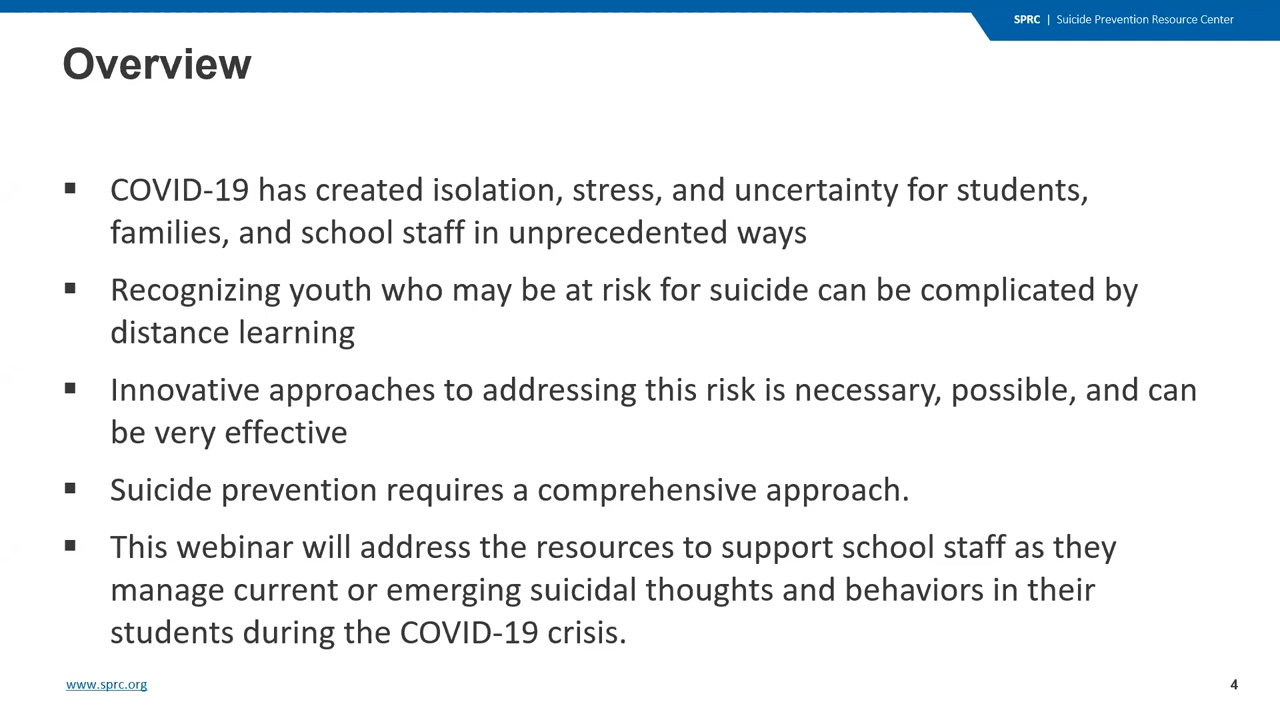 SPRC | Suicide Prevention Resource Center
Overview
▪ COVID-19 has created isolation, stress, and uncertainty for students,
families, and school staff in unprecedented ways
▪ Recognizing youth who may be at risk for suicide can be complicated by
distance learning
▪ Innovative approaches to addressing this risk is necessary, possible, and can
be very effective
▪ Suicide prevention requires a comprehensive approach.
▪ This webinar will address the resources to support school staff as they
manage current or emerging suicidal thoughts and behaviors in their
students during the COVID-19 crisis.
www.sprc.org
4